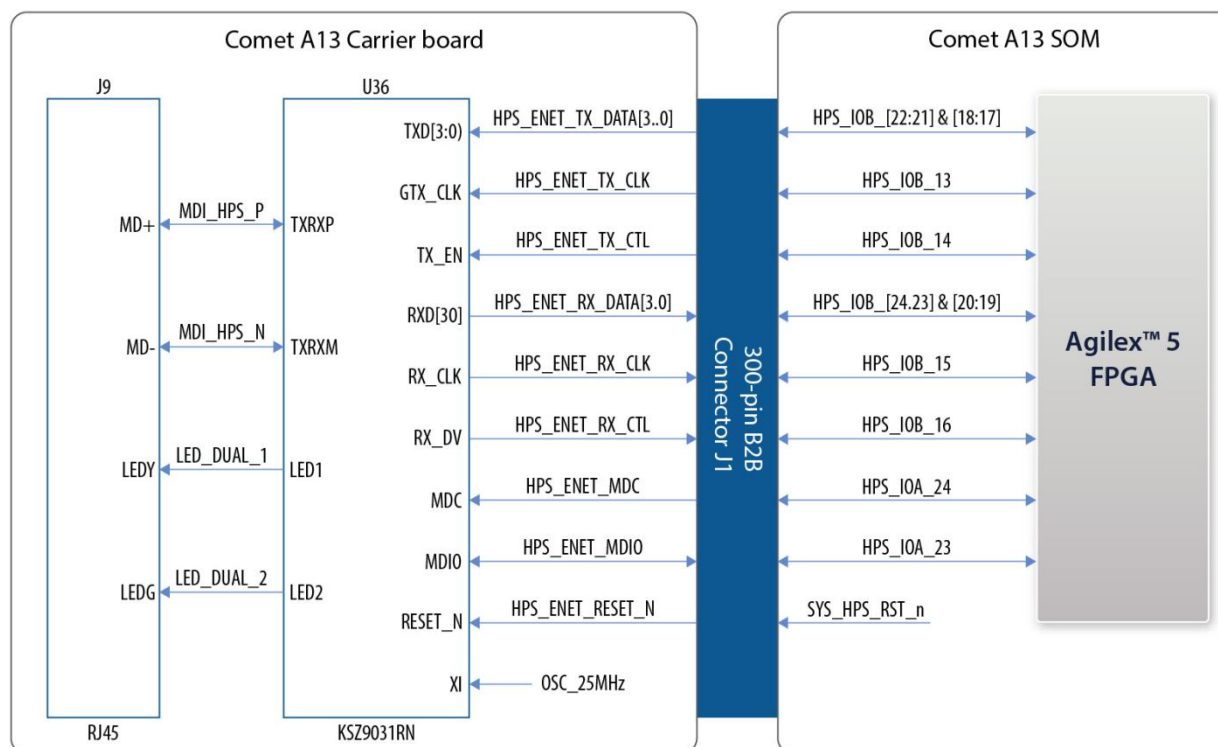 Comet A13 Carrier board
Comet A13 SOM
J9
U36
TXD[3:0)
HPS_ENET_TX_DATA[3..0]
HPS_IOB_[22:21] & [18:17]
GTX_CLK
HPS_ENET_TX_CLK
HPS_IOB_13
MD+
MDI_HPS_P
TXRXP
TX_EN
HPS_ENET_TX_CTL
HPS_IOB_14
RXD[30]
HPS_ENET_RX_DATA[3.0]
HPS_IOB_[24.23] & [20:19]
MD-
MDI_HPS_N
TXRXM
300-pin B2B
Connector J1
Agilex™ 5
FPGA
RX_CLK
HPS_ENET_RX_CLK
HPS_IOB_15
RX_DV
HPS_ENET_RX_CTL
HPS_IOB_16
LEDY
LED_DUAL_1
LED1
MDC
HPS_ENET_MDC
HPS_IOA_24
MDIO
HPS_ENET_MDIO
HPS_IOA_23
LEDG
LED_DUAL_2
LED2
RESET_N
HPS_ENET_RESET_N
SYS_HPS_RST_n
XI
OSC_25MHz
RJ45
KSZ9031RN